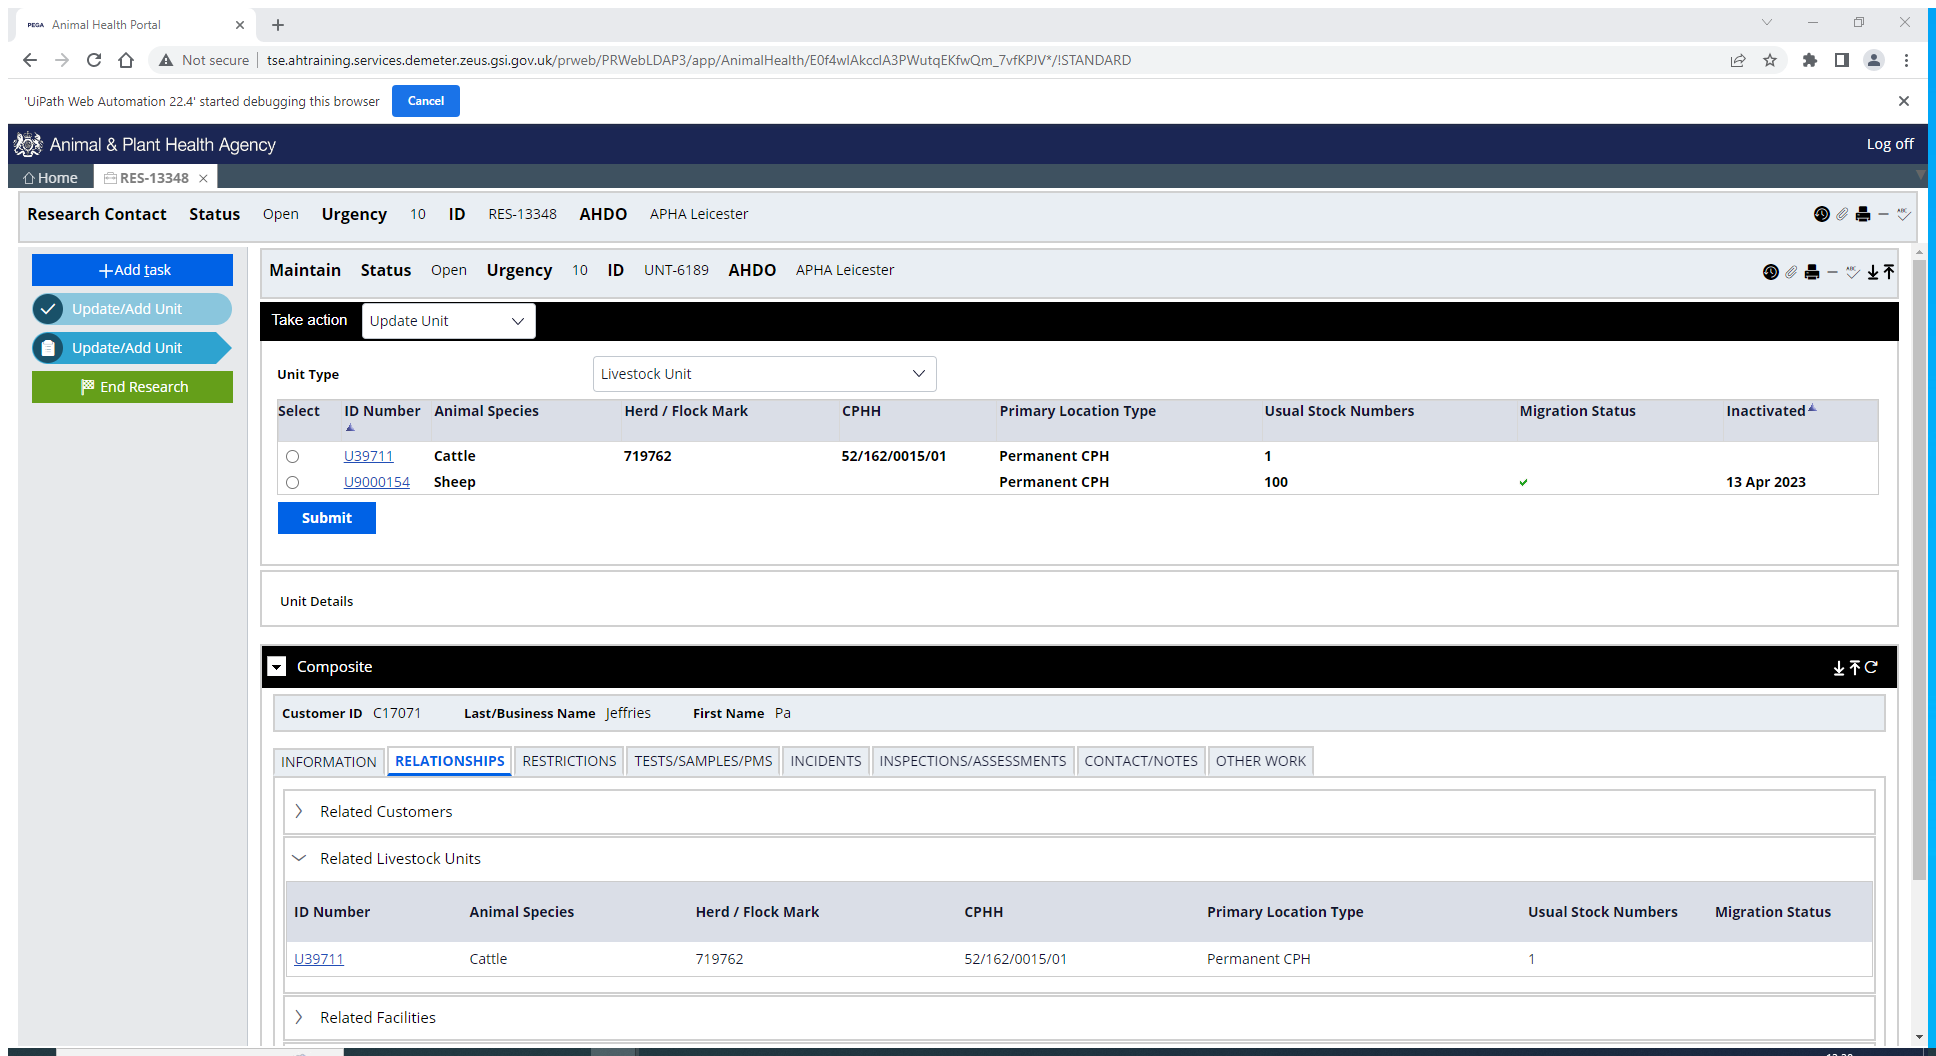 PEGA Animal Health Portal
Not secure tse.ahtraining.services.demeter.zeus.gsi.gov.uk/prweb/PRWebLDAP3/app/AnimalHealth/E0f4wIAkccIA3PWutqEKfwQm_7vfKPJV*/!STANDARD
'UiPath Web Automation 22.4' started debugging this browser Cancel
Animal & Plant Health Agency Log off
Home RES-13348
Research Contact Status Open Urgency 10 ID RES-13348 AHDO APHA Leicester
Add task
Update/Add Unit
Update/Add Unit
End Research
Maintain Status Open Urgency 10 ID UNT-6189 AHDO APHA Leicester
Take action Update Unit
Unit Type Livestock Unit
Select ID Number Animal Species Herd / Flock Mark CPHH Primary Location Type Usual Stock Numbers Migration Status Inactivated
U39711 Cattle 719762 52/162/0015/01 Permanent CPH 1
U9000154 Sheep Permanent CPH 100 13 Apr 2023
Submit
Unit Details
Composite
Customer ID C17071 Last/Business Name Jeffries First Name Pa
INFORMATION RELATIONSHIPS RESTRICTIONS TESTS/SAMPLES/PMS INCIDENTS INSPECTIONS/ASSESSMENTS CONTACT/NOTES OTHER WORK
Related Customers
Related Livestock Units
ID Number Animal Species Herd / Flock Mark CPHH Primary Location Type Usual Stock Numbers Migration Status
U39711 Cattle 719762 52/162/0015/01 Permanent CPH 1
Related Facilities